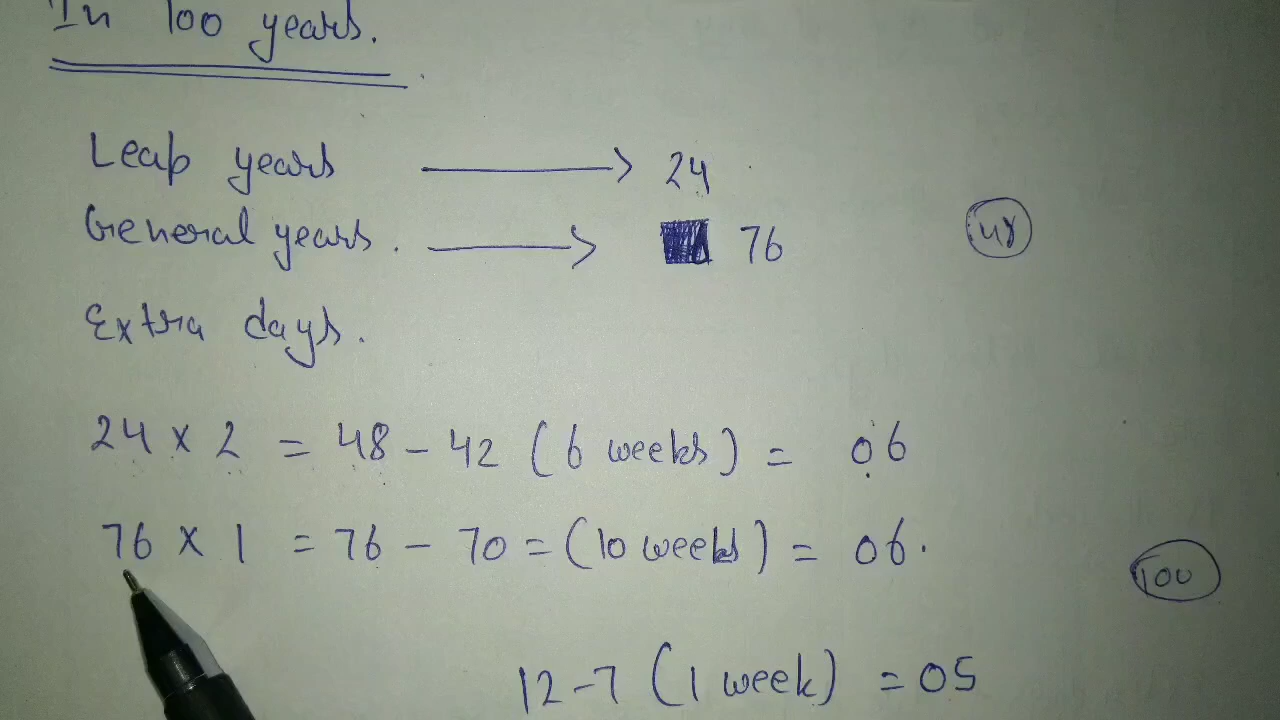 In 100 years.
Leap years → 24
General years. → 76
48
Extra days.
24 × 2 = 48 - 42 (6 weeks) = 06
76 × 1 = 76 - 70 = (10 weeks) = 06.
100
12-7 (1 week) = 05